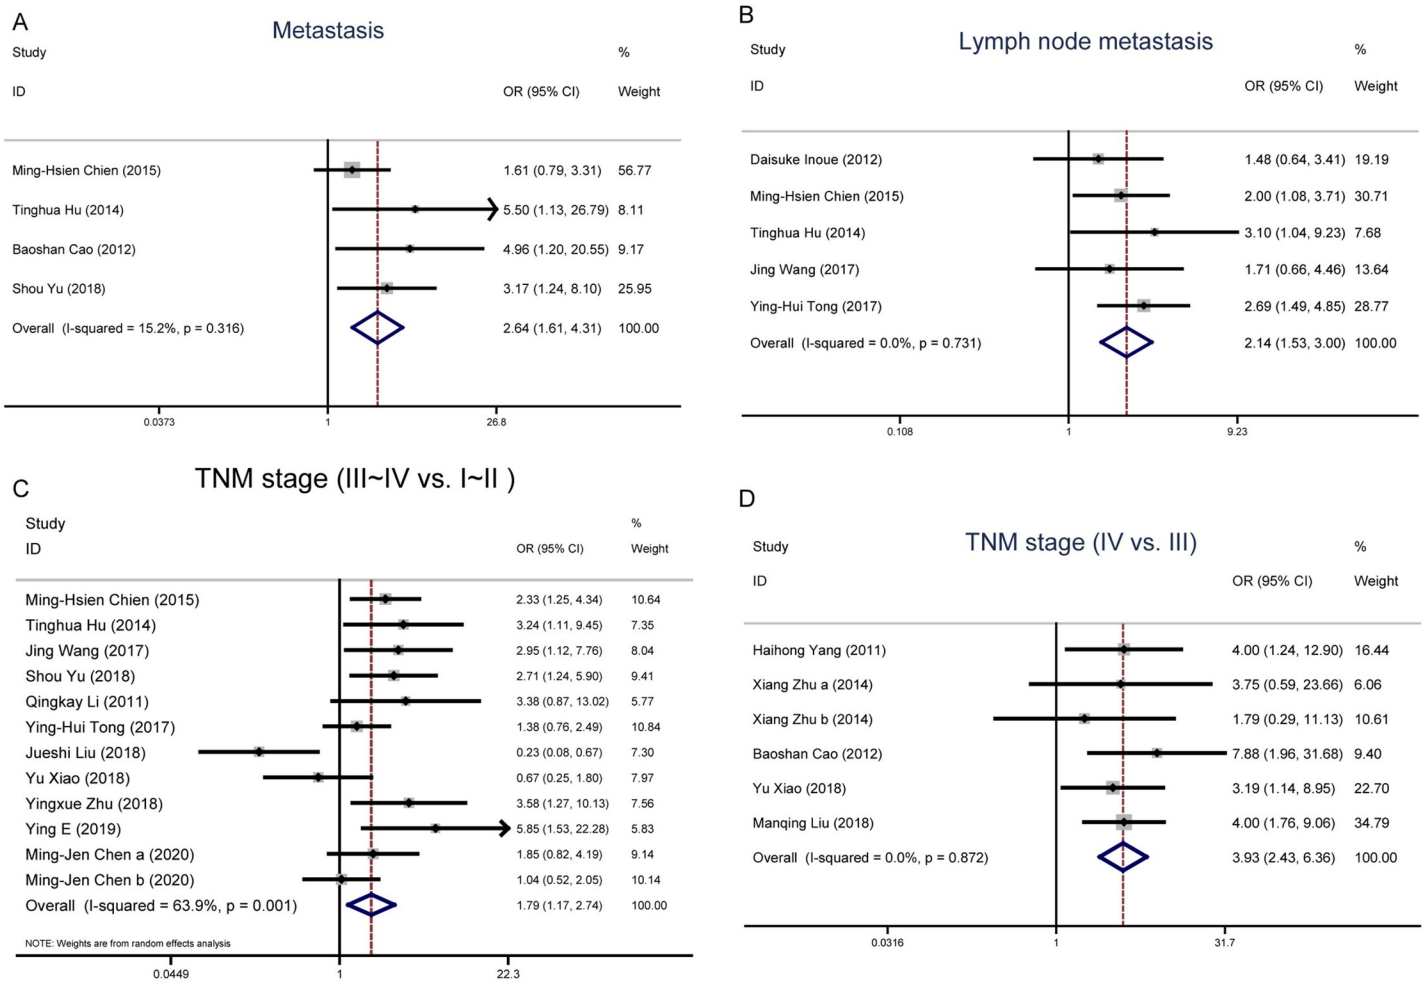 A
Metastasis
Study %
ID OR (95% CI) Weight
Ming-Hsien Chien (2015) 1.61 (0.79, 3.31) 56.77
Tinghua Hu (2014) 5.50 (1.13, 26.79) 8.11
Baoshan Cao (2012) 4.96 (1.20, 20.55) 9.17
Shou Yu (2018) 3.17 (1.24, 8.10) 25.95
Overall (I-squared = 15.2%, p = 0.316) 2.64 (1.61, 4.31) 100.00
0.0373 1 26.8
B
Lymph node metastasis
Study %
ID OR (95% CI) Weight
Daisuke Inoue (2012) 1.48 (0.64, 3.41) 19.19
Ming-Hsien Chien (2015) 2.00 (1.08, 3.71) 30.71
Tinghua Hu (2014) 3.10 (1.04, 9.23) 7.68
Jing Wang (2017) 1.71 (0.66, 4.46) 13.64
Ying-Hui Tong (2017) 2.69 (1.49, 4.85) 28.77
Overall (I-squared = 0.0%, p = 0.731) 2.14 (1.53, 3.00) 100.00
0.108 1 9.23
C
TNM stage (III~IV vs. I~II )
Study %
ID OR (95% CI) Weight
Ming-Hsien Chien (2015) 2.33 (1.25, 4.34) 10.64
Tinghua Hu (2014) 3.24 (1.11, 9.45) 7.35
Jing Wang (2017) 2.95 (1.12, 7.76) 8.04
Shou Yu (2018) 2.71 (1.24, 5.90) 9.41
Qingkay Li (2011) 3.38 (0.87, 13.02) 5.77
Ying-Hui Tong (2017) 1.38 (0.76, 2.49) 10.84
Jueshi Liu (2018) 0.23 (0.08, 0.67) 7.30
Yu Xiao (2018) 0.67 (0.25, 1.80) 7.97
Yingxue Zhu (2018) 3.58 (1.27, 10.13) 7.56
Ying E (2019) 5.85 (1.53, 22.28) 5.83
Ming-Jen Chen a (2020) 1.85 (0.82, 4.19) 9.14
Ming-Jen Chen b (2020) 1.04 (0.52, 2.05) 10.14
Overall (I-squared = 63.9%, p = 0.001) 1.79 (1.17, 2.74) 100.00
NOTE: Weights are from random effects analysis
0.0449 1 22.3
D
TNM stage (IV vs. III)
Study %
ID OR (95% CI) Weight
Haihong Yang (2011) 4.00 (1.24, 12.90) 16.44
Xiang Zhu a (2014) 3.75 (0.59, 23.66) 6.06
Xiang Zhu b (2014) 1.79 (0.29, 11.13) 10.61
Baoshan Cao (2012) 7.88 (1.96, 31.68) 9.40
Yu Xiao (2018) 3.19 (1.14, 8.95) 22.70
Manqing Liu (2018) 4.00 (1.76, 9.06) 34.79
Overall (I-squared = 0.0%, p = 0.872) 3.93 (2.43, 6.36) 100.00
0.0316 1 31.7